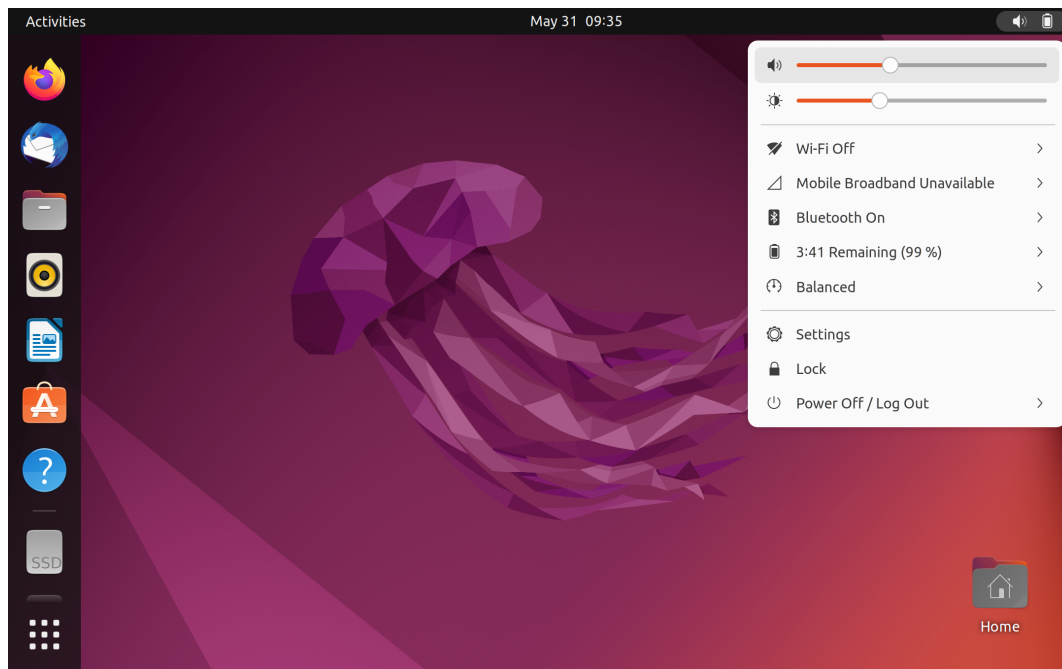 Activities
May 31 09:35
Wi-Fi Off
Mobile Broadband Unavailable
Bluetooth On
3:41 Remaining (99 %)
Balanced
Settings
Lock
Power Off / Log Out
SSD
Home